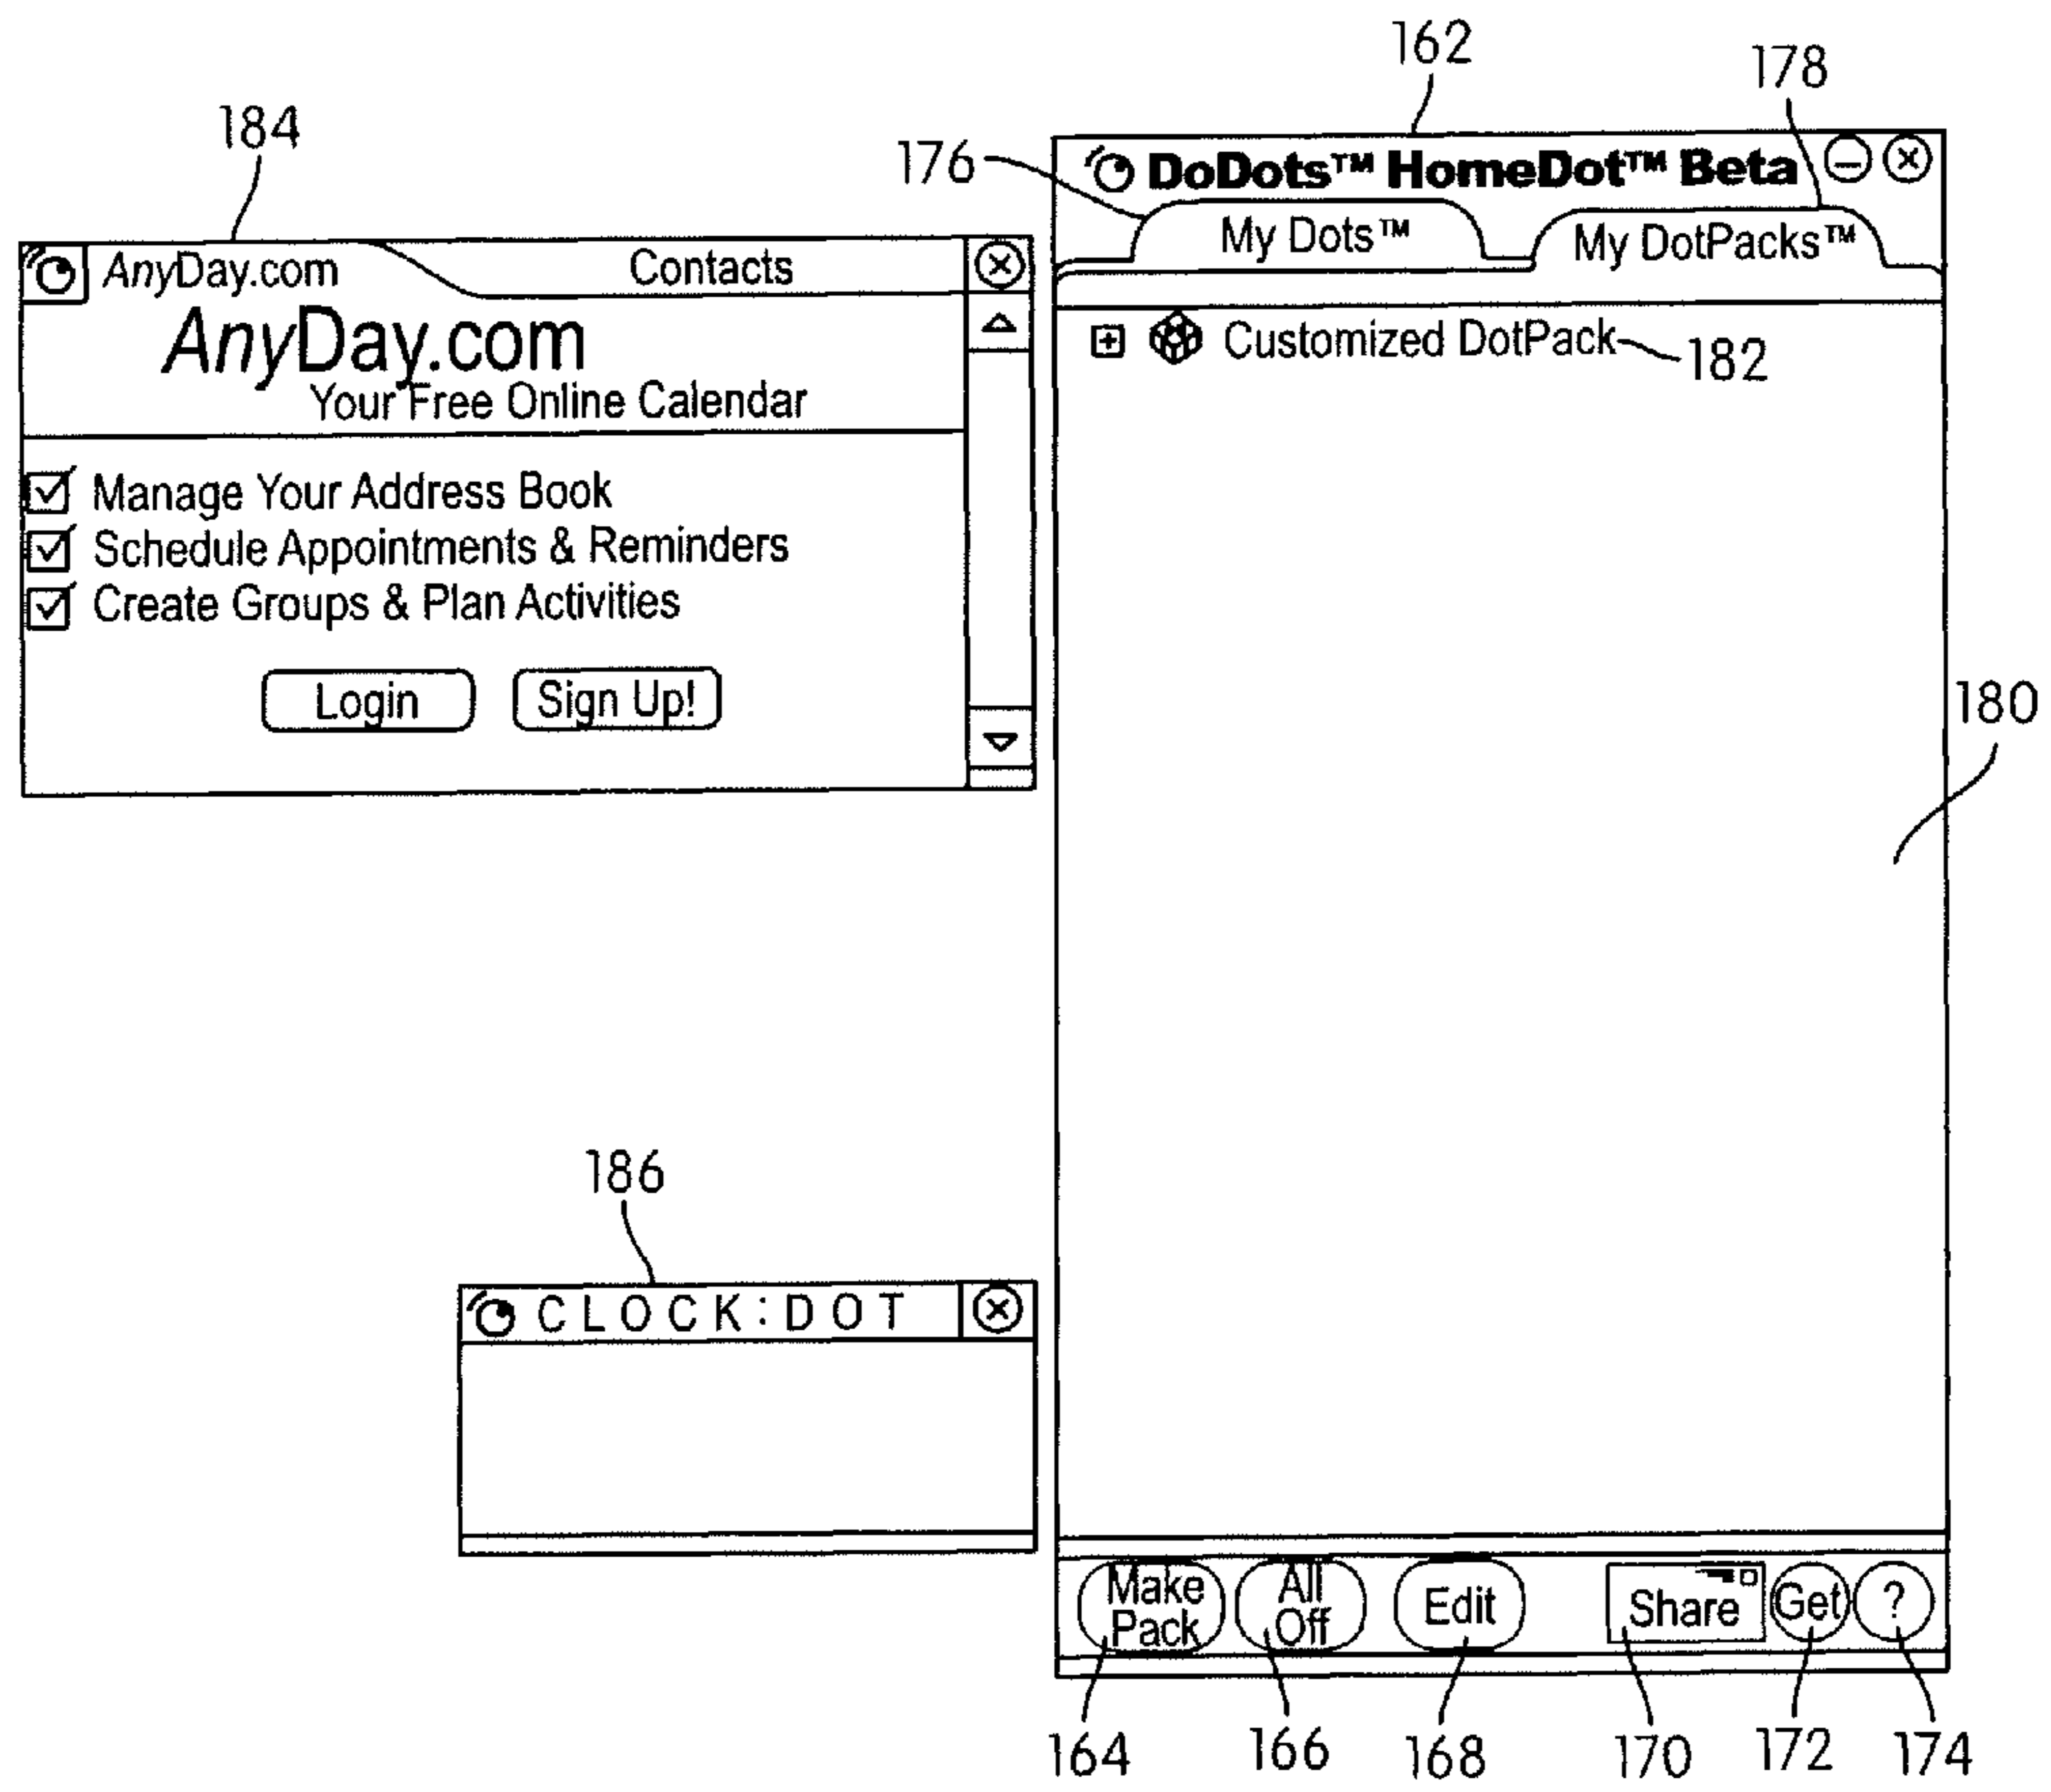 162
178
184
176
DoDots™ HomeDot™ Beta
My Dots™
My DotPacks™
AnyDay.com
Contacts
AnyDay.com
Your Free Online Calendar
Customized DotPack
182
Manage Your Address Book
Schedule Appointments & Reminders
Create Groups & Plan Activities
Login
Sign Up!
180
186
CLOCK:DOT
Make
Pack
All
Off
Edit
Share
Get
?
164
166
168
170
172
174